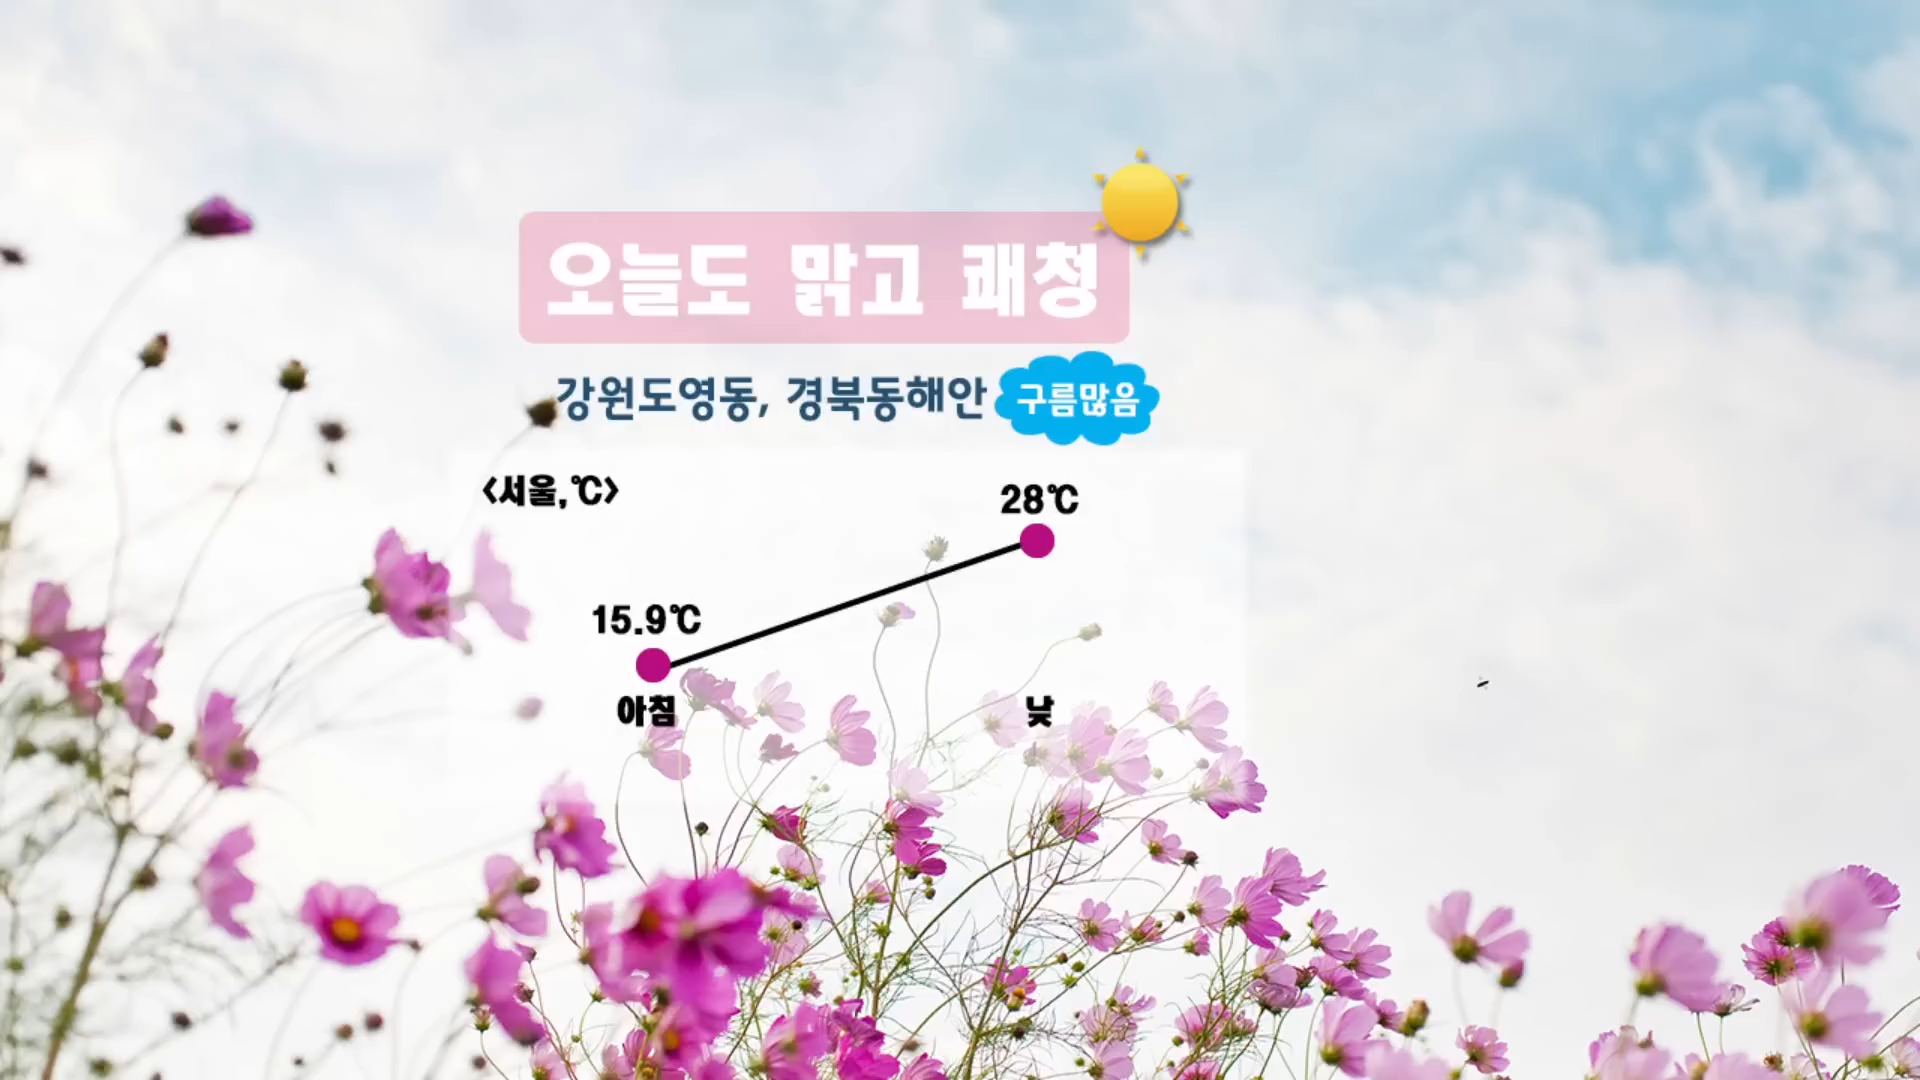 오늘도 맑고 쾌청
강원도영동, 경북동해안 구름많음
<서울,℃>
28℃
15.9℃
아침 낮